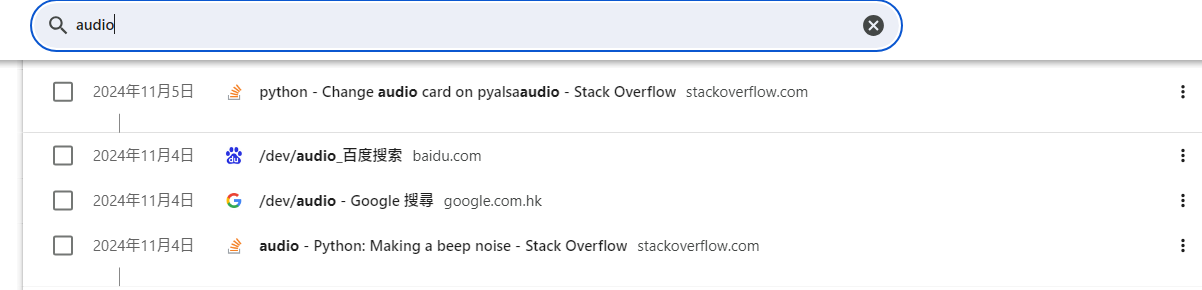 audio
2024年11月5日 python - Change audio card on pyalsaaudio - Stack Overflow stackoverflow.com
2024年11月4日 /dev/audio_百度搜索 baidu.com
2024年11月4日 /dev/audio - Google 搜尋 google.com.hk
2024年11月4日 audio - Python: Making a beep noise - Stack Overflow stackoverflow.com